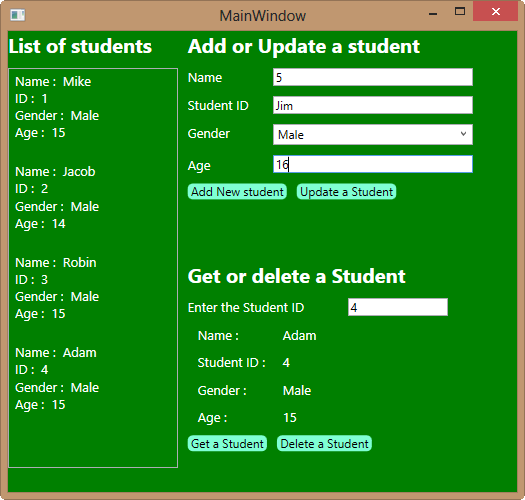 MainWindow
List of students
Name : Mike
ID : 1
Gender : Male
Age : 15
Name : Jacob
ID : 2
Gender : Male
Age : 14
Name : Robin
ID : 3
Gender : Male
Age : 15
Name : Adam
ID : 4
Gender : Male
Age : 15
Add or Update a student
Name 5
Student ID Jim
Gender Male
Age 16
Add New student Update a Student
Get or delete a Student
Enter the Student ID 4
Name : Adam
Student ID : 4
Gender : Male
Age : 15
Get a Student Delete a Student